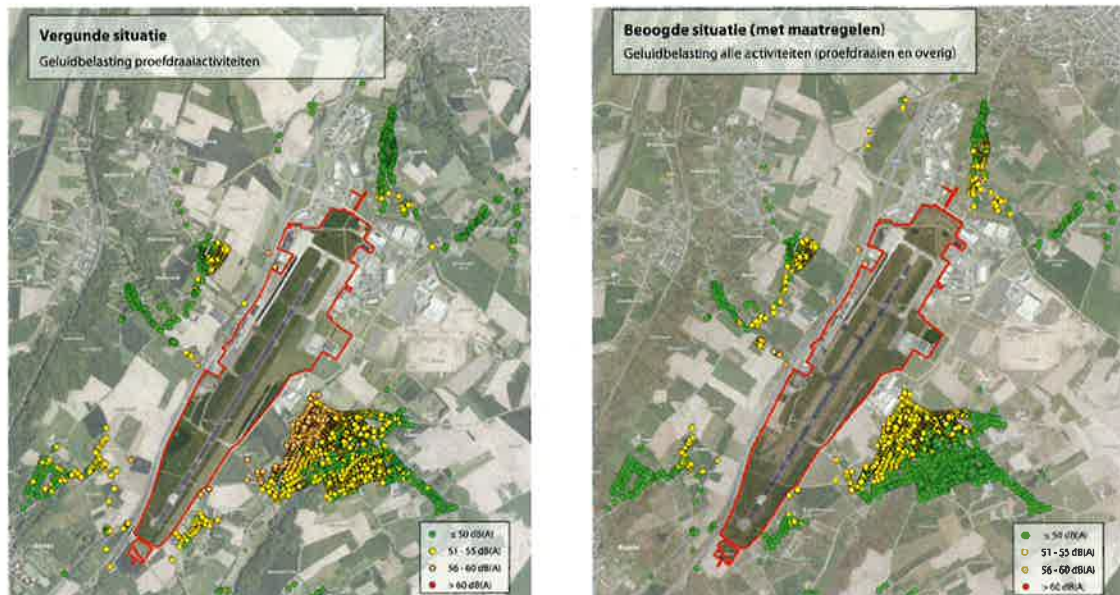 Vergunde situatie
Geluidbelasting proefdraaiactiviteiten
≤ 50 dB(A)
51 - 55 dB(A)
56 - 60 dB(A)
> 60 dB(A)
Beoogde situatie (met maatregelen)
Geluidbelasting alle activiteiten (proefdraaien en overig)
≤ 50 dB(A)
51 - 55 dB(A)
56 - 60 dB(A)
> 60 dB(A)